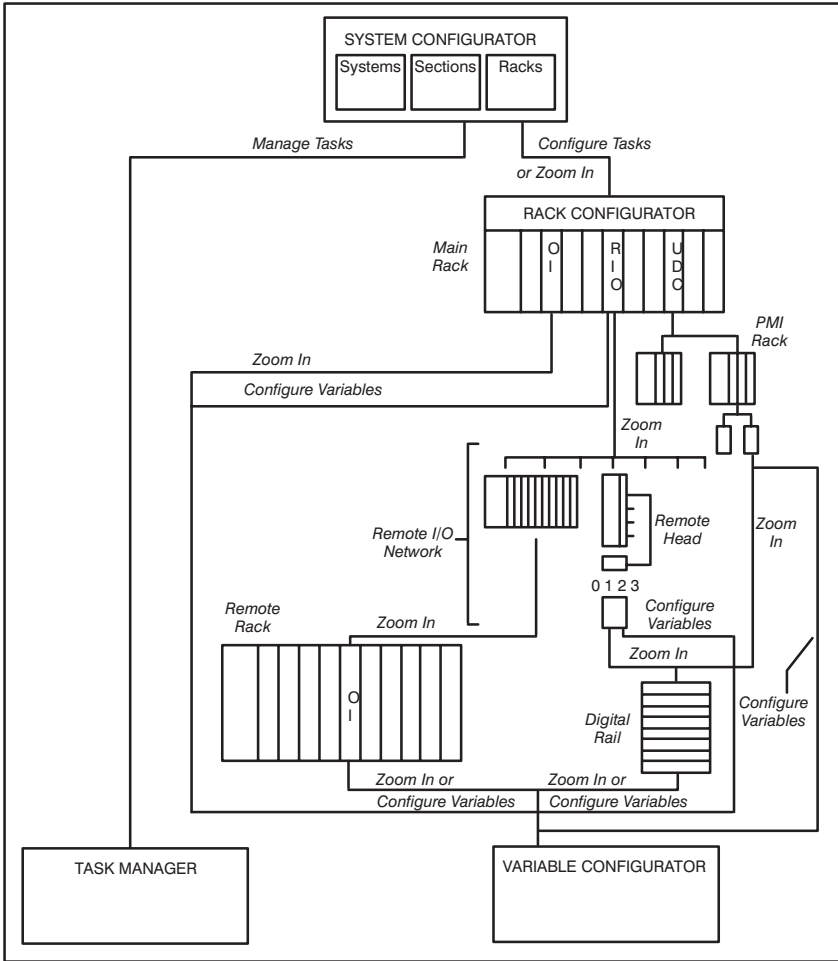 SYSTEM CONFIGURATOR
Systems
Sections
Racks
Manage Tasks
Configure Tasks
or Zoom In
RACK CONFIGURATOR
Main
Rack
O
I
R
I
O
U
D
C
PMI
Rack
Zoom In
Configure Variables
Zoom
In
Remote I/O
Network
Remote
Head
Zoom
In
0 1 2 3
Remote
Rack
Zoom In
Configure
Variables
Zoom In
O
I
Digital
Rail
Configure
Variables
Zoom In or
Configure Variables
Zoom In or
Configure Variables
TASK MANAGER
VARIABLE CONFIGURATOR